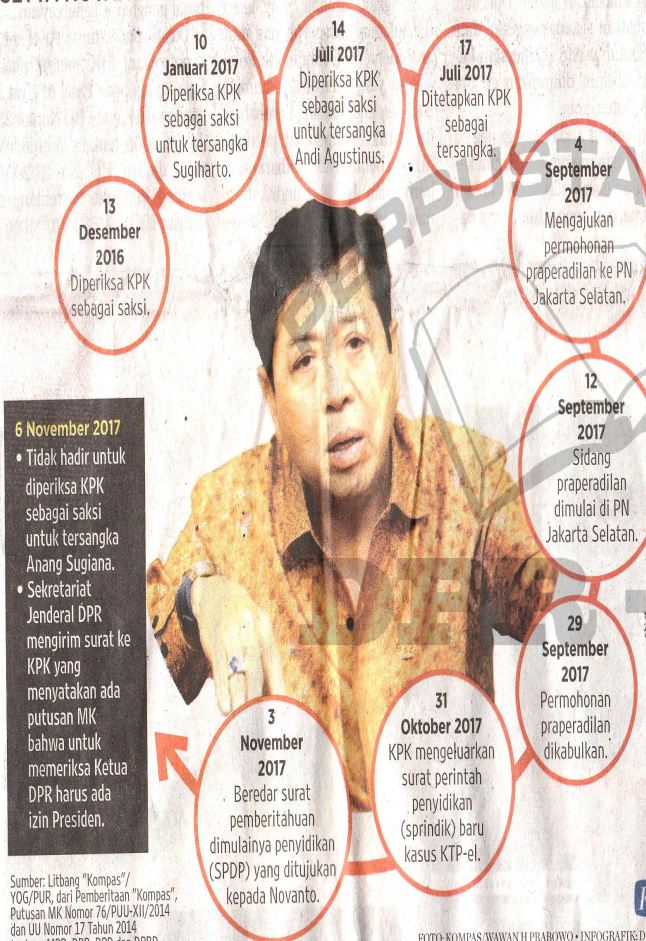 13
Desember
2016
Diperiksa KPK
sebagai saksi.
10
Januari 2017
Diperiksa KPK
sebagai saksi
untuk tersangka
Sugiharto.
14
Juli 2017
Diperiksa KPK
sebagai saksi
untuk tersangka
Andi Agustinus.
17
Juli 2017
Ditetapkan KPK
sebagai
tersangka.
4
September
2017
Mengajukan
permohonan
praperadilan ke PN
Jakarta Selatan.
12
September
2017
Sidang
praperadilan
dimulai di PN
Jakarta Selatan.
29
September
2017
Permohonan
praperadilan
dikabulkan.
31
Oktober 2017
KPK mengeluarkan
surat perintah
penyidikan
(sprindik) baru
kasus KTP-el.
3
November
2017
Beredar surat
pemberitahuan
dimulainya penyidikan
(SPDP) yang ditujukan
kepada Novanto.
6 November 2017
• Tidak hadir untuk
diperiksa KPK
sebagai saksi
untuk tersangka
Anang Sugiana.
• Sekretariat
Jenderal DPR
mengirim surat ke
KPK yang
menyatakan ada
putusan MK
bahwa untuk
memeriksa Ketua
DPR harus ada
izin Presiden.
Sumber: Litbang "Kompas"/
YOG/PUR, dari Pemberitaan "Kompas",
Putusan MK Nomor 76/PUU-XII/2014
dan UU Nomor 17 Tahun 2014
FOTO: KOMPAS/WAWAN H PRABOWO • INFOGRAFIK: D
PERPUSTA
DPR